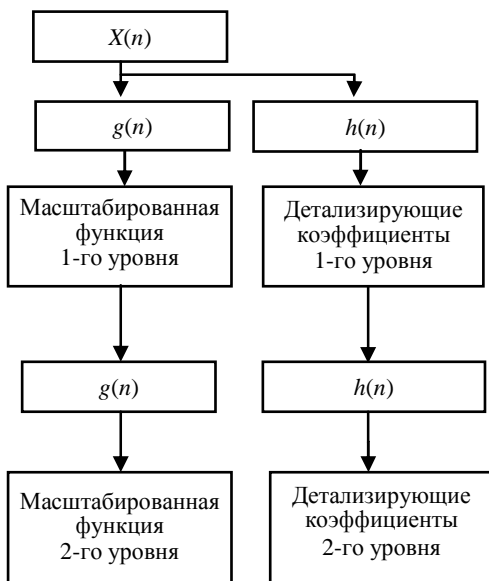 X(n)
g(n)
h(n)
Масштабированная
функция
1-го уровня
Детализирующие
коэффициенты
1-го уровня
g(n)
h(n)
Масштабированная
функция
2-го уровня
Детализирующие
коэффициенты
2-го уровня